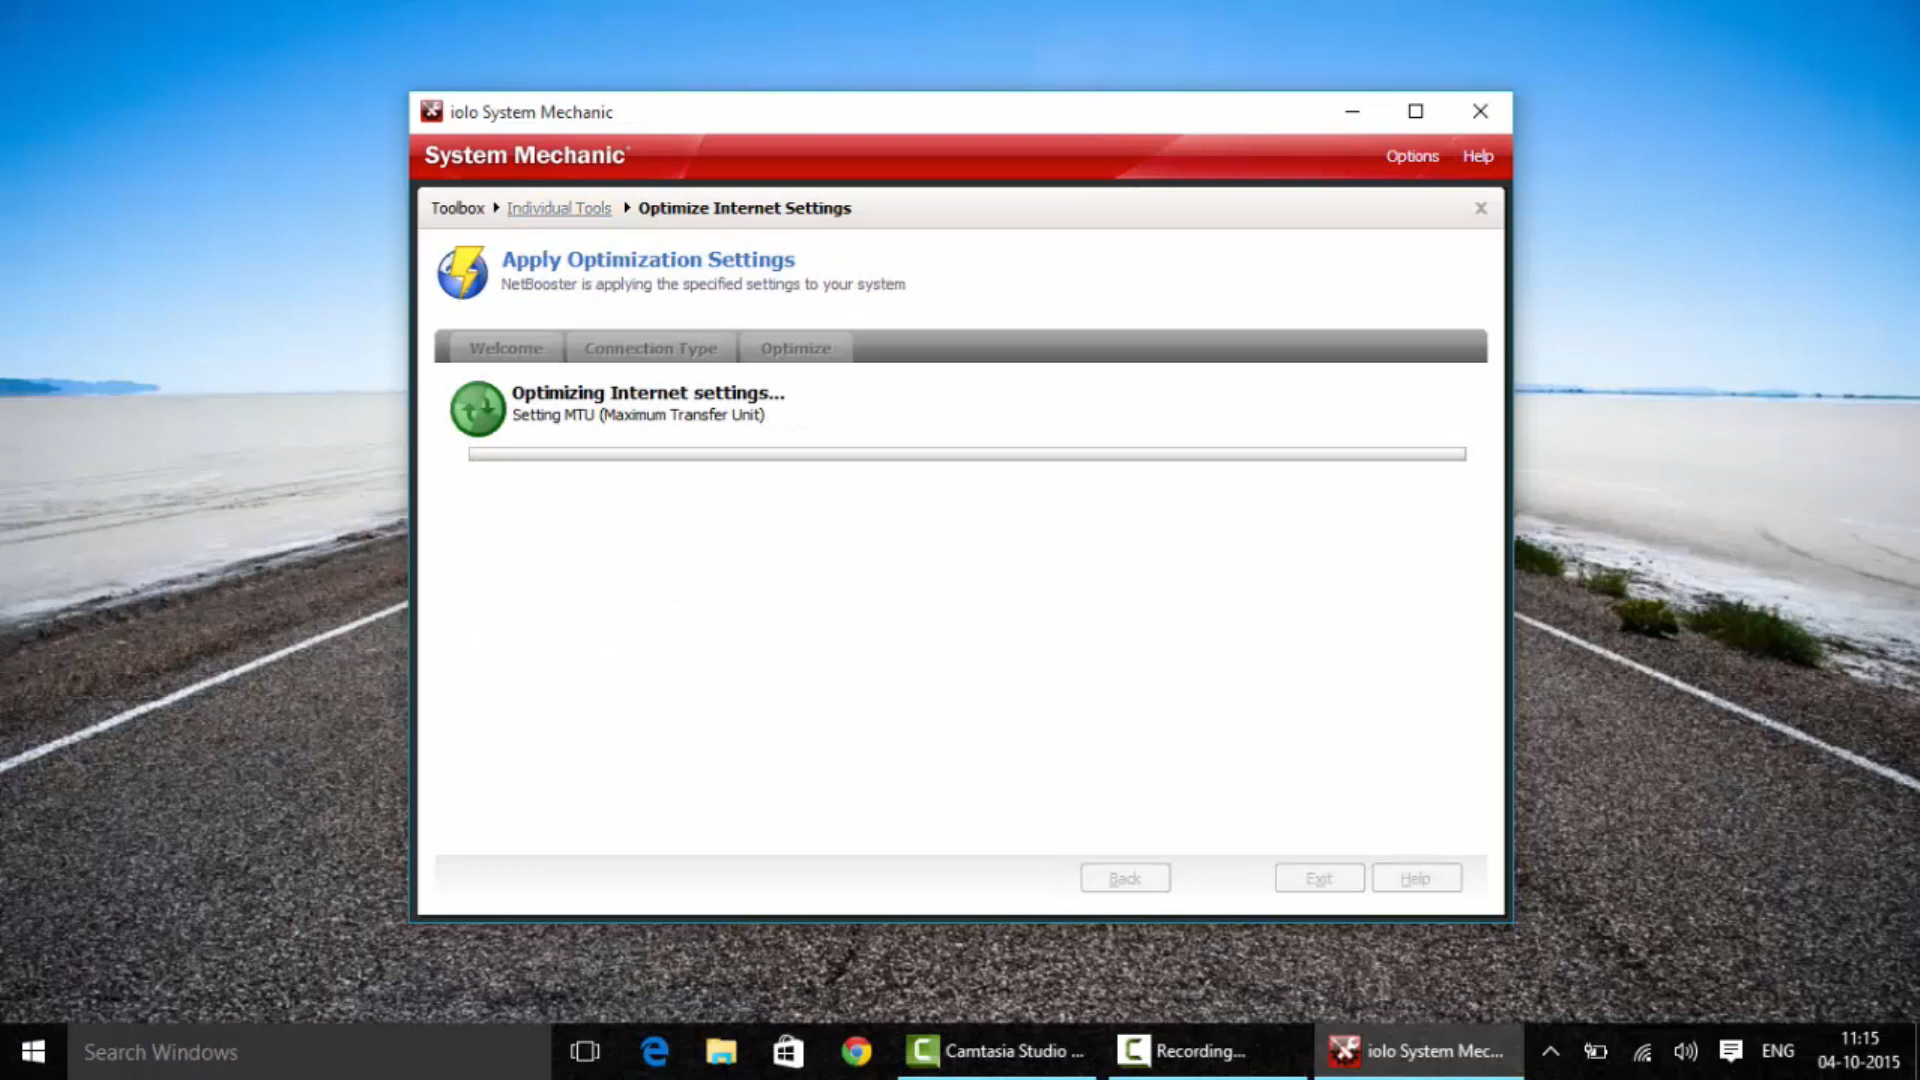 iolo System Mechanic
System Mechanic
Options Help
Toolbox Individual Tools Optimize Internet Settings x
Apply Optimization Settings
NetBooster is applying the specified settings to your system
Welcome Connection Type Optimize
Optimizing Internet settings...
Setting MTU (Maximum Transfer Unit)
Back Exit Help
Search Windows
Camtasia Studio ...
Recording...
iolo System Mec...
ENG
11:15
04-10-2015